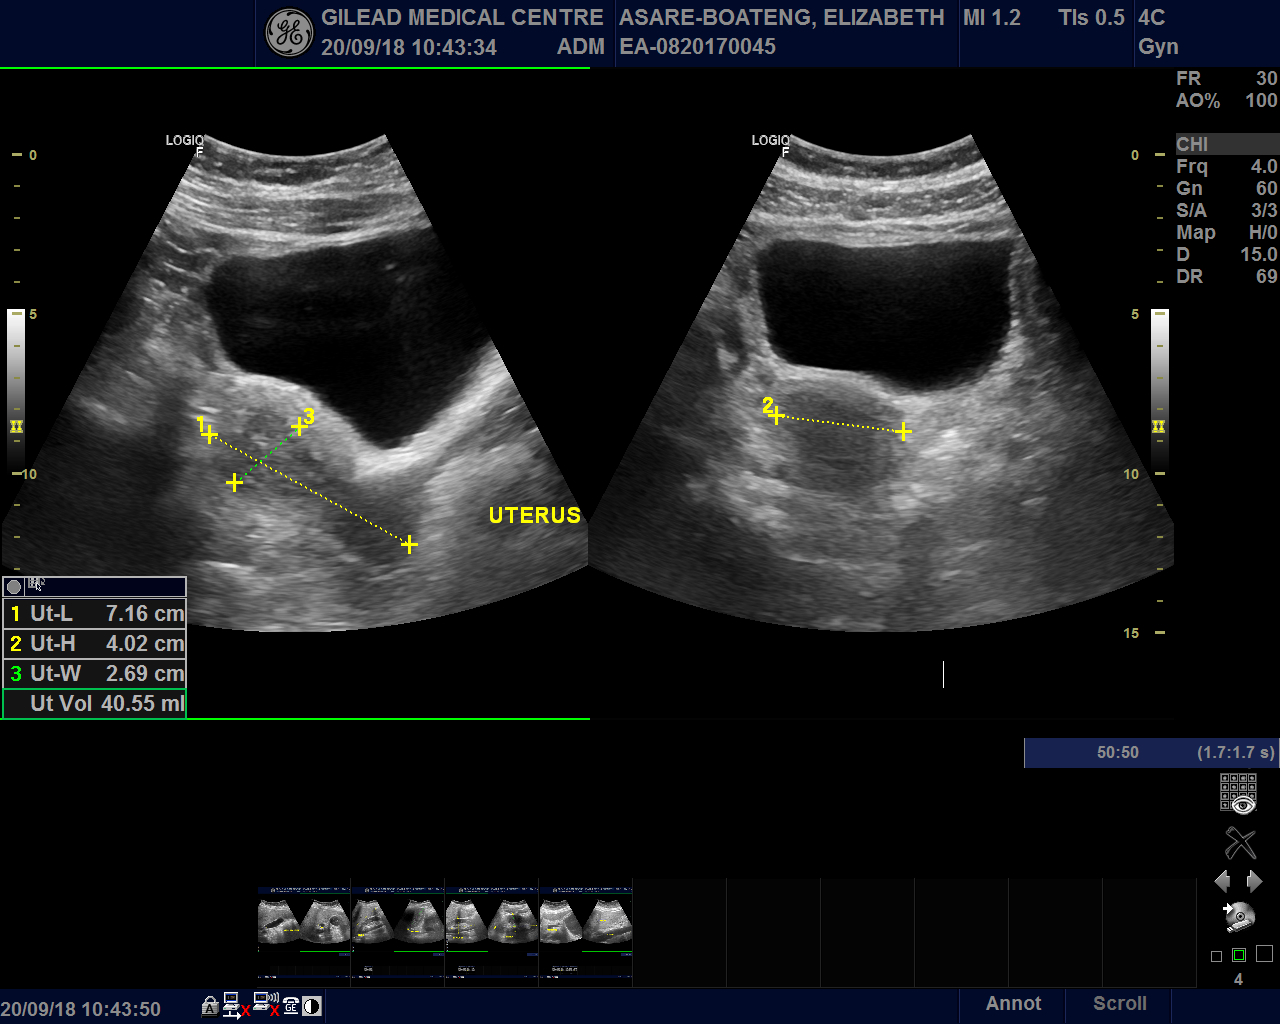 GILEAD MEDICAL CENTRE
20/09/18 10:43:34 ADM
ASARE-BOATENG, ELIZABETH
EA-0820170045
MI 1.2 TIs 0.5
4C
Gyn
FR 30
AO% 100
CHI
Frq 4.0
Gn 60
S/A 3/3
Map H/0
D 15.0
DR 69
LOGIQ
F
LOGIQ
F
0
5
10
0
5
10
15
1
3
2
UTERUS
1 Ut-L 7.16 cm
2 Ut-H 4.02 cm
3 Ut-W 2.69 cm
Ut Vol 40.55 ml
50:50 (1.7:1.7 s)
4
20/09/18 10:43:50
Annot
Scroll